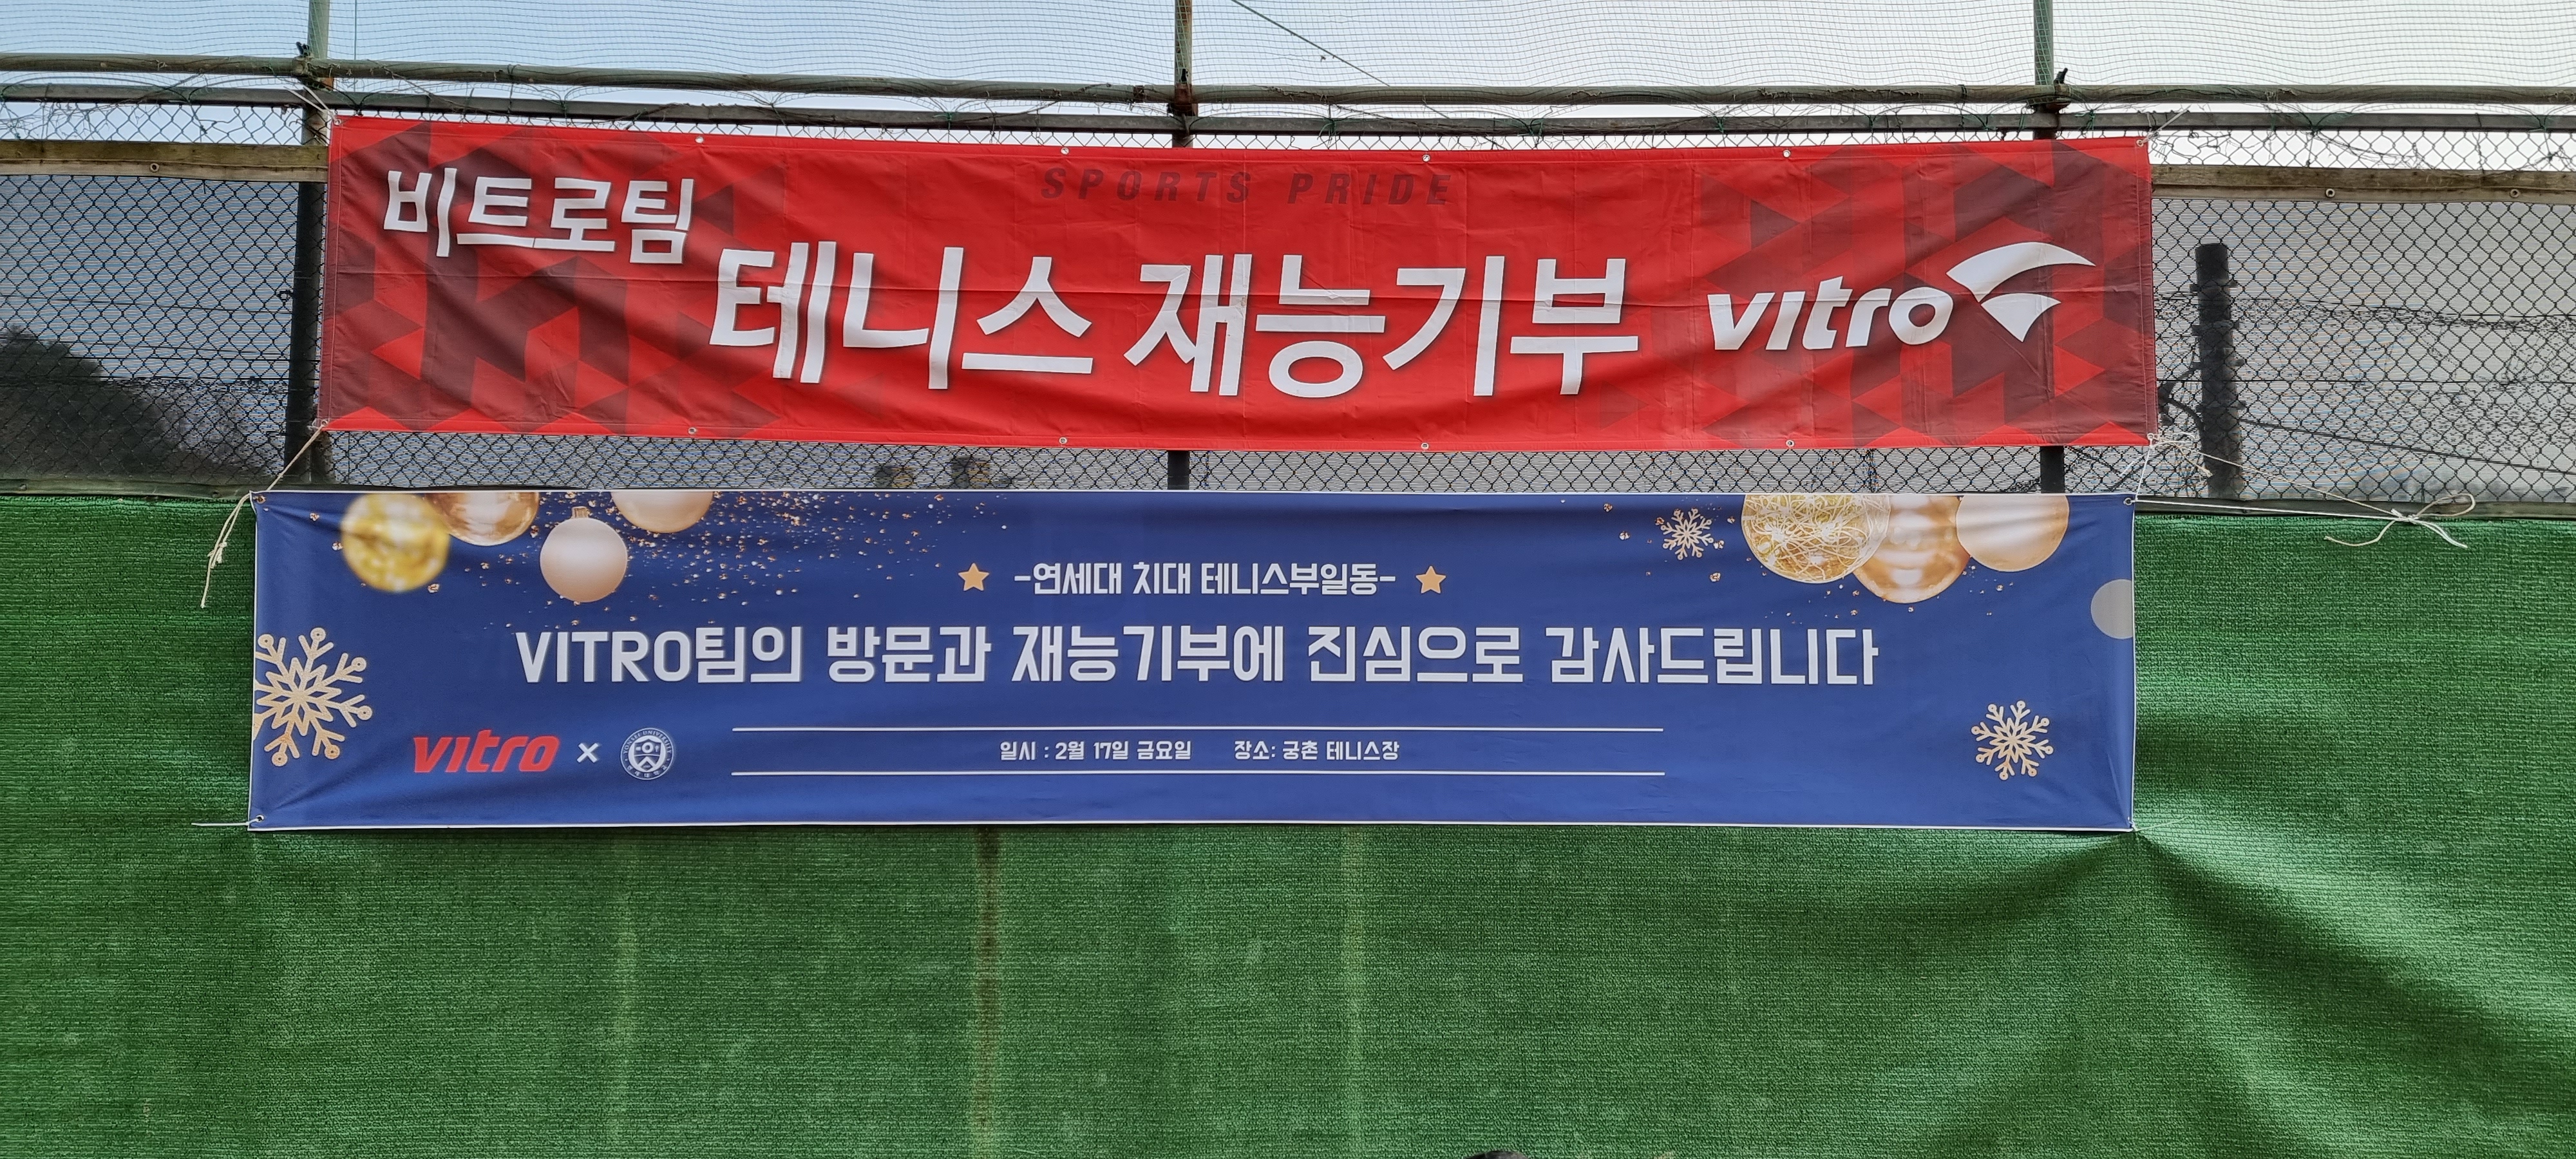 SPORTS PRIDE
비트로팀
테니스 재능기부 vitro
-연세대 치대 테니스부일동-
VITRO팀의 방문과 재능기부에 진심으로 감사드립니다
vitro ×
일시 : 2월 17일 금요일 장소: 궁촌 테니스장